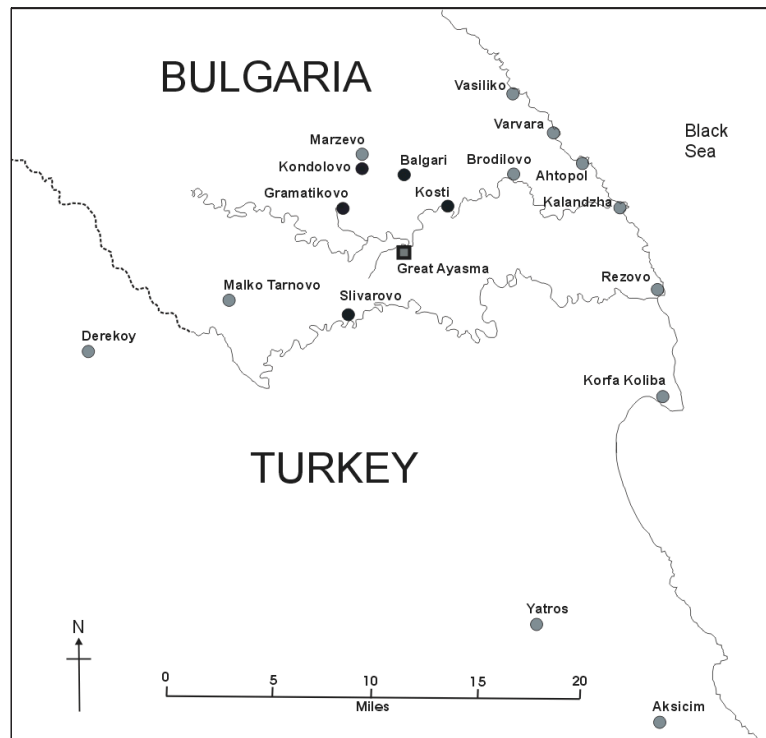 BULGARIA
Vasiliko
Varvara
Black
Sea
Marzevo
Kondolovo
Balgari
Brodilovo
Ahtopol
Gramatikovo
Kosti
Kalandzha
Great Ayasma
Malko Tarnovo
Slivarovo
Rezovo
Derekoy
Korfa Koliba
TURKEY
Yatros
N
0 5 10 15 20
Miles
Aksicim